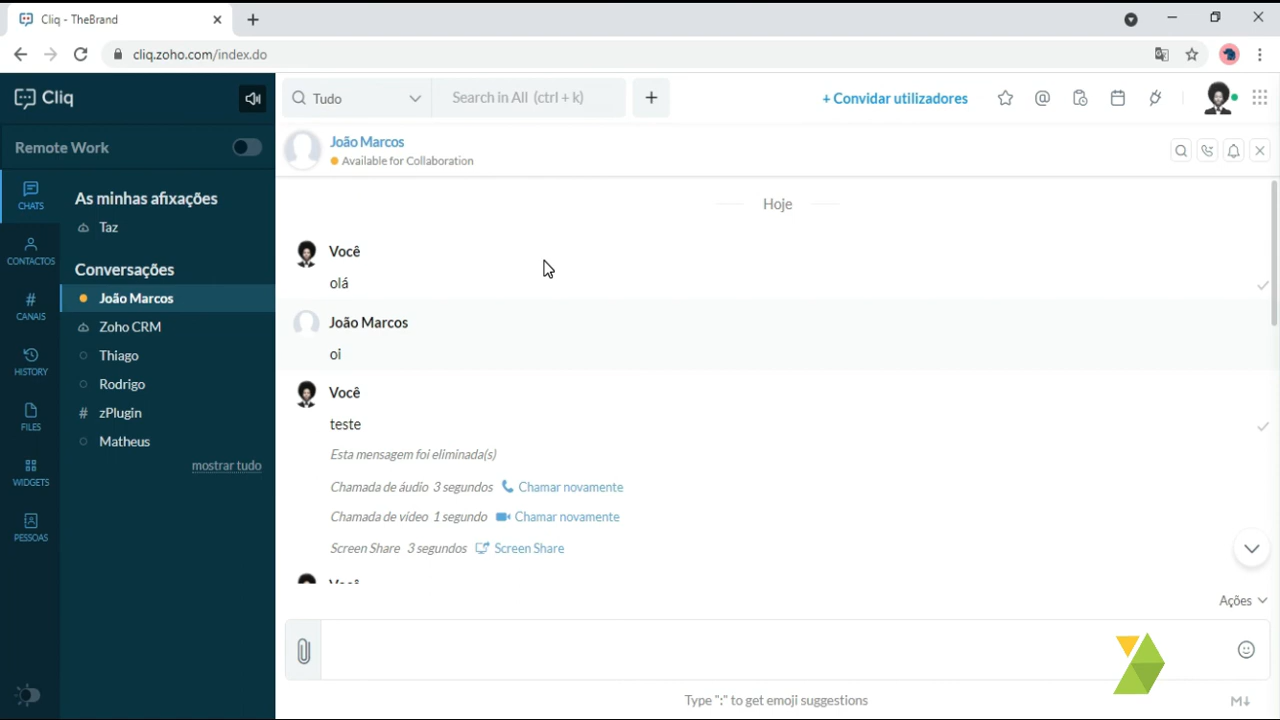 Cliq - TheBrand
cliq.zoho.com/index.do
Cliq
Tudo
Search in All (ctrl + k)
+ Convidar utilizadores
Remote Work
João Marcos
Available for Collaboration
CHATS
CONTACTOS
CANAIS
HISTORY
FILES
WIDGETS
PESSOAS
As minhas afixações
Taz
Conversações
João Marcos
Zoho CRM
Thiago
Rodrigo
# zPlugin
Matheus
mostrar tudo
Hoje
Você
olá
João Marcos
oi
Você
teste
Esta mensagem foi eliminada(s)
Chamada de áudio 3 segundos Chamar novamente
Chamada de vídeo 1 segundo Chamar novamente
Screen Share 3 segundos Screen Share
Você
Ações
Type ":" to get emoji suggestions
M↓